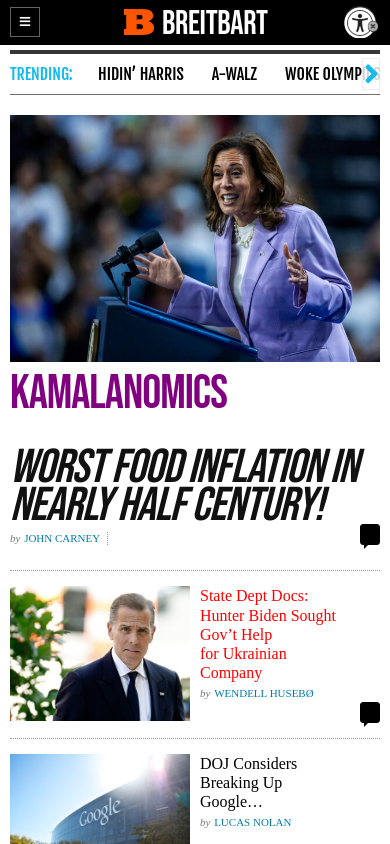 BREITBART
TRENDING: HIDIN’ HARRIS A-WALZ WOKE OLYMP
KAMALANOMICS
WORST FOOD INFLATION IN
NEARLY HALF CENTURY!
by JOHN CARNEY
State Dept Docs:
Hunter Biden Sought
Gov’t Help
for Ukrainian
Company
by WENDELL HUSEBØ
Google
DOJ Considers
Breaking Up
Google…
by LUCAS NOLAN